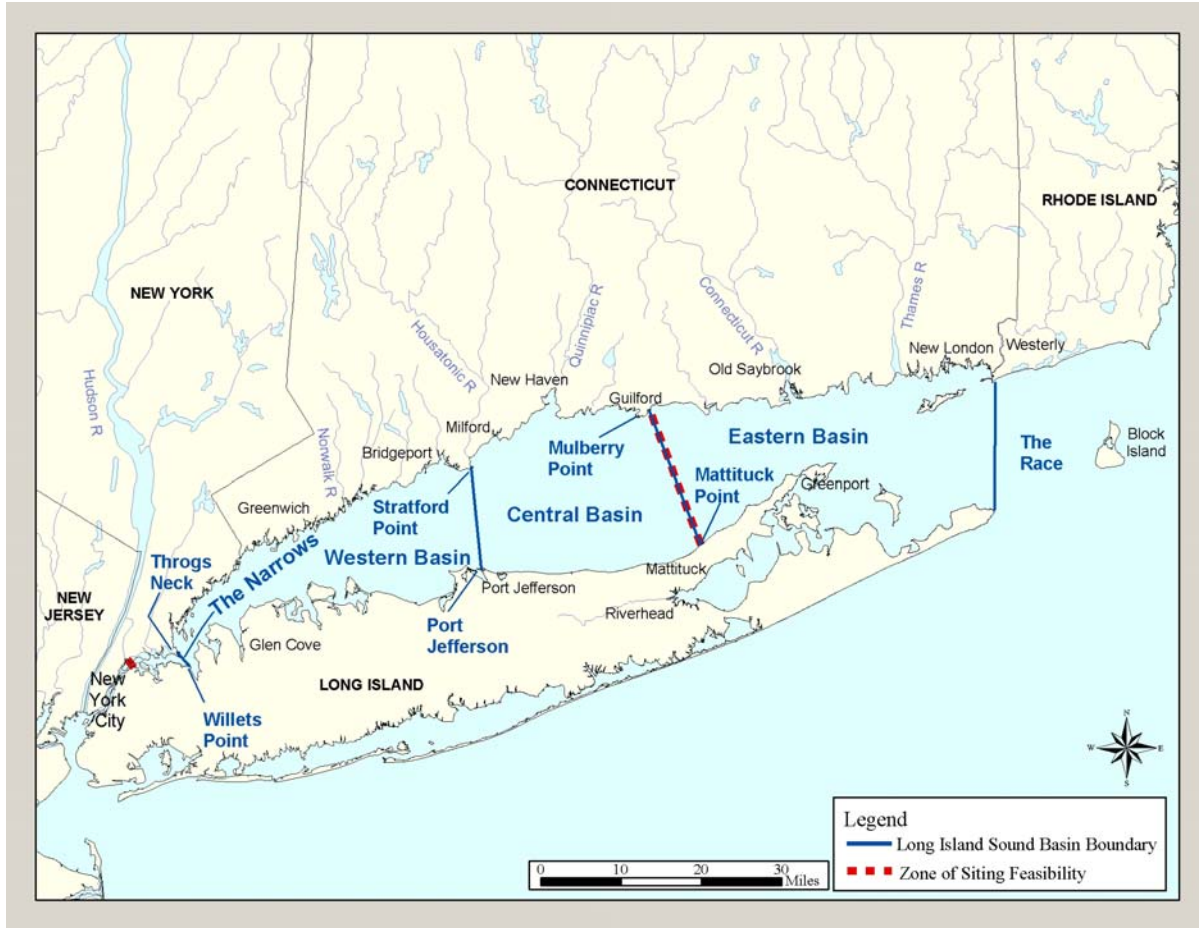 CONNECTICUT
RHODE ISLAND
NEW YORK
Hudson R
Housatonic R
Quinnipiac R
Connecticut R
Thames R
Norwalk R
New London
Westerly
Old Saybrook
New Haven
Guilford
Milford
Bridgeport
Greenwich
Mulberry
Point
Eastern Basin
The
Race
Block
Island
Mattituck
Point
Greenport
Stratford
Point
Central Basin
Western Basin
The Narrows
Throgs
Neck
NEW
JERSEY
Mattituck
Port Jefferson
Riverhead
Port
Jefferson
Glen Cove
LONG ISLAND
New
York
City
Willets
Point
N
W
E
S
Legend
Long Island Sound Basin Boundary
Zone of Siting Feasibility
0 10 20 30
Miles